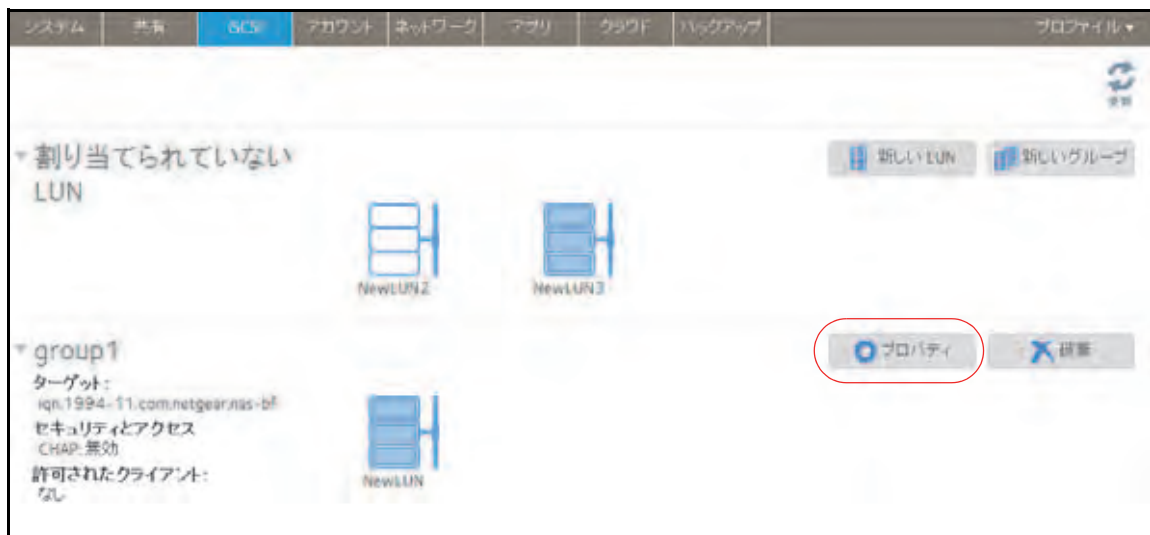 システム 共有 iSCSI アカウント ネットワーク アプリ クラウド バックアップ プロファイル
更新
割り当てられていない
LUN
新しい LUN 新しいグループ
NewLUN2 NewLUN3
group1
プロパティ 破棄
ターゲット:
iqn.1994-11.com.netgear:nas-bf
セキュリティとアクセス
CHAP: 無効
許可されたクライアント:
なし
NewLUN